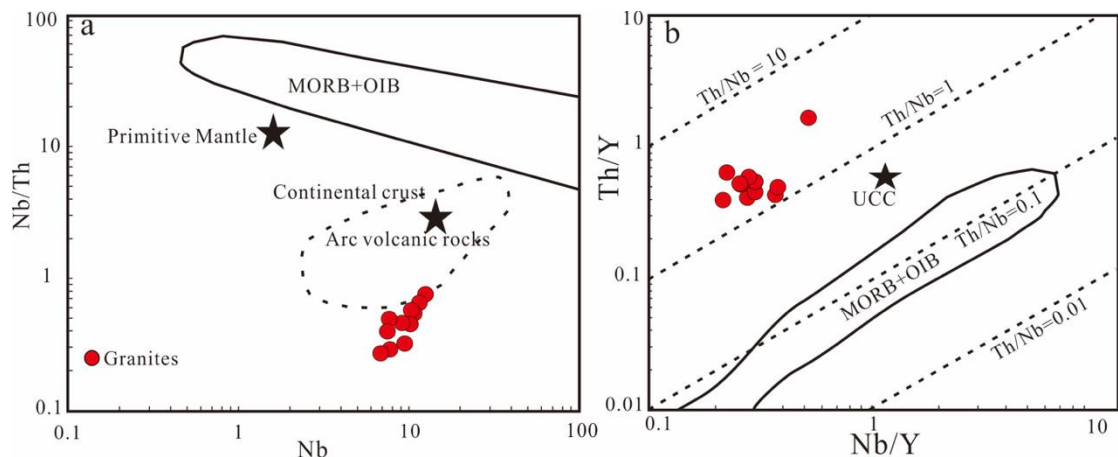 a
100
10
1
0.1
Nb/Th
MORB+OIB
Primitive Mantle
Continental crust
Arc volcanic rocks
Granites
0.1
1
10
100
Nb
b
10
1
0.1
0.01
Th/Y
Th/Nb = 10
Th/Nb=1
UCC
Th/Nb=0.1
MORB+OIB
Th/Nb=0.01
0.1
1
10
Nb/Y